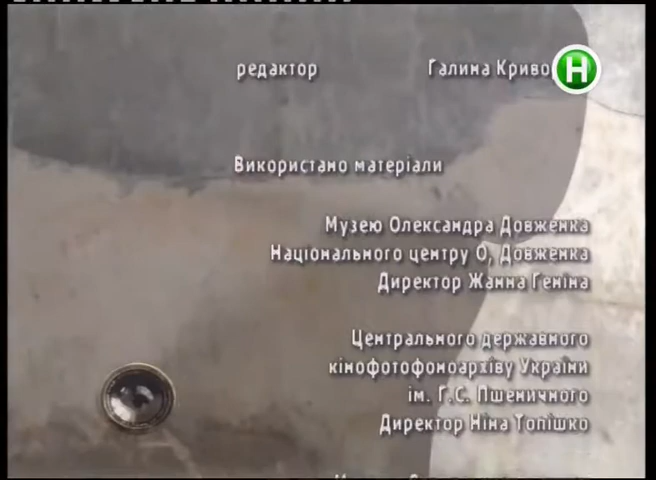 редактор Галина Криво
Н
Використано матеріали
Музею Олександра Довженка
Національного центру О, Довженка
Директор Жанна Геніна
Центрального державного
кінофотофоноархіву України
ім. Г.С. Пшеничного
Директор Ніна Топішко